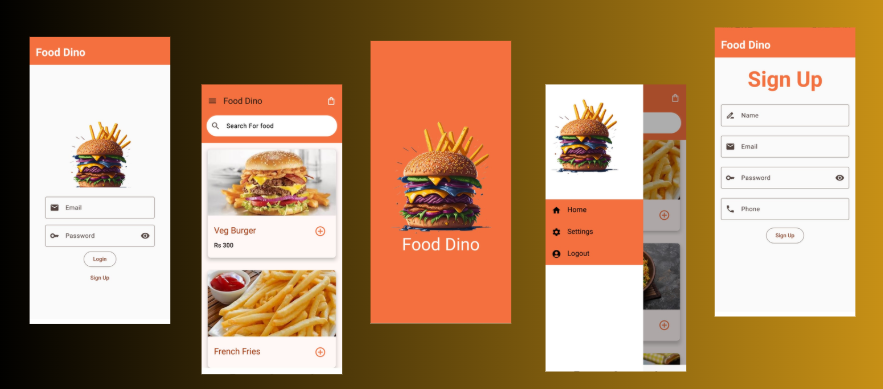 Food Dino
Email
Password
Login
Sign Up
Food Dino
Search For food
Veg Burger
Rs 300
French Fries
Food Dino
Home
Settings
Logout
Food Dino
Sign Up
Name
Email
Password
Phone
Sign Up